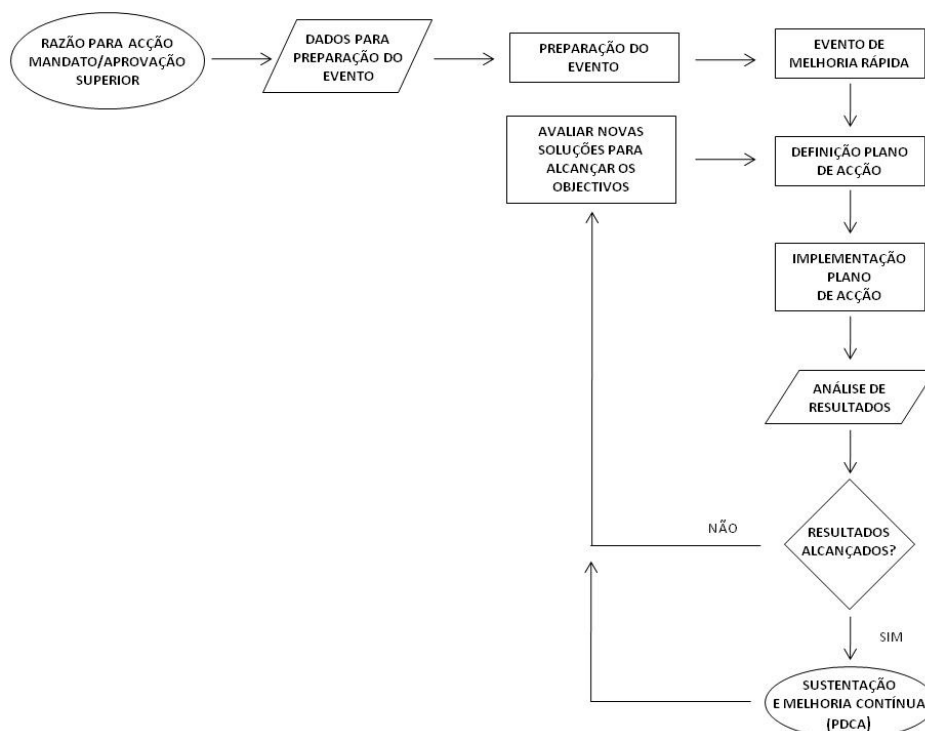 RAZÃO PARA ACÇÃO
MANDATO/APROVAÇÃO
SUPERIOR
DADOS PARA
PREPARAÇÃO DO
EVENTO
PREPARAÇÃO DO
EVENTO
EVENTO DE
MELHORIA RÁPIDA
AVALIAR NOVAS
SOLUÇÕES PARA
ALCANÇAR OS
OBJECTIVOS
DEFINIÇÃO PLANO
DE ACÇÃO
IMPLEMENTAÇÃO
PLANO
DE ACÇÃO
ANÁLISE DE
RESULTADOS
RESULTADOS
ALCANÇADOS?
NÃO
SIM
SUSTENTAÇÃO
E MELHORIA CONTÍNUA
(PDCA)